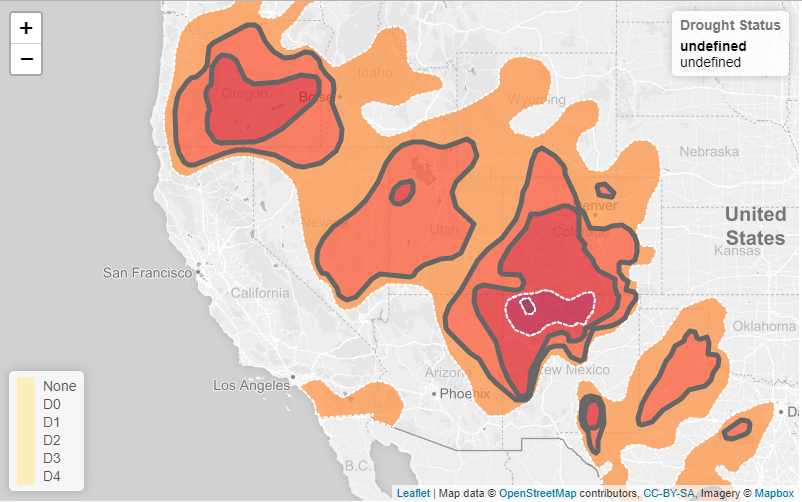 +
−
Drought Status
undefined
undefined
Idaho
Oregon
Boise
Wyoming
Nebraska
Denver
United
States
Nevada
Utah
Colorado
Kansas
San Francisco
California
Oklahoma
New Mexico
Arizona
Los Angeles
Phoenix
Da
B.C.
None
D0
D1
D2
D3
D4
Leaflet | Map data © OpenStreetMap contributors, CC-BY-SA, Imagery © Mapbox